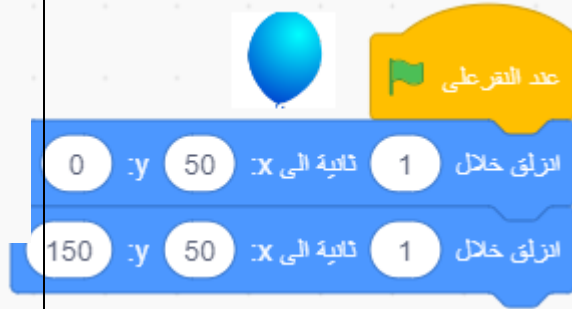 عند النقر على
انزلق خلال 1 ثانية الى x: 50 y: 0
انزلق خلال 1 ثانية الى x: 50 y: 150